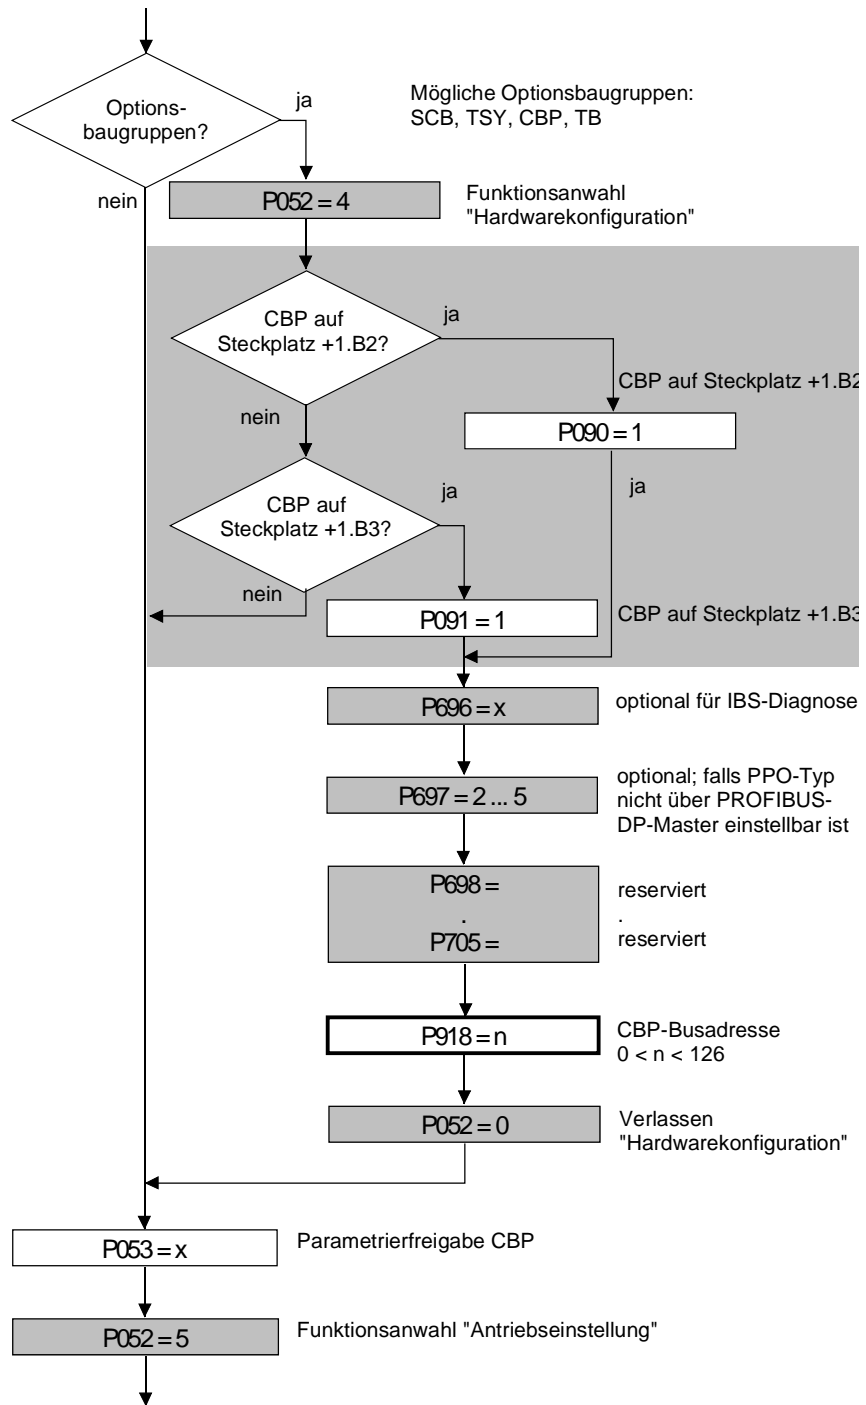 Options-
baugruppen?
ja
Mögliche Optionsbaugruppen:
SCB, TSY, CBP, TB
nein
P052 = 4
Funktionsanwahl
"Hardwarekonfiguration"
CBP auf
Steckplatz +1.B2?
ja
CBP auf Steckplatz +1.B2
nein
P090 = 1
CBP auf
Steckplatz +1.B3?
ja
ja
nein
P091 = 1
CBP auf Steckplatz +1.B3
P696 = x
optional für IBS-Diagnose
P697 = 2 ... 5
optional; falls PPO-Typ
nicht über PROFIBUS-
DP-Master einstellbar ist
P698 =
.
P705 =
reserviert
.
reserviert
P918 = n
CBP-Busadresse
0 < n < 126
P052 = 0
Verlassen
"Hardwarekonfiguration"
P053 = x
Parametrierfreigabe CBP
P052 = 5
Funktionsanwahl "Antriebseinstellung"